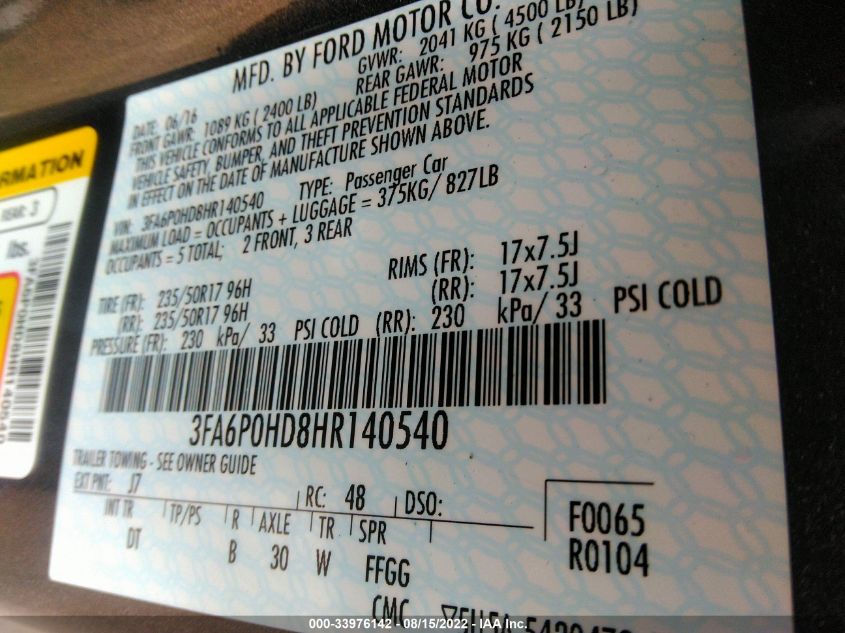 MFD. BY FORD MOTOR CO.
DATE: 06/16 GVWR: 2041 KG ( 4500 LB)
FRONT GAWR: 1089 KG ( 2400 LB) REAR GAWR: 975 KG ( 2150 LB)
THIS VEHICLE CONFORMS TO ALL APPLICABLE FEDERAL MOTOR
VEHICLE SAFETY, BUMPER, AND THEFT PREVENTION STANDARDS
IN EFFECT ON THE DATE OF MANUFACTURE SHOWN ABOVE.
VIN: 3FA6P0HD8HR140540 TYPE: Passenger Car
MAXIMUM LOAD = OCCUPANTS + LUGGAGE = 375KG/ 827LB
OCCUPANTS = 5 TOTAL; 2 FRONT, 3 REAR
TIRE (FR): 235/50R17 96H RIMS (FR): 17x7.5J
(RR): 235/50R17 96H (RR): 17x7.5J
PRESSURE (FR): 230 kPa/ 33 PSI COLD (RR): 230 kPa/ 33 PSI COLD
3FA6P0HD8HR140540
TRAILER TOWING - SEE OWNER GUIDE
EXT PNT: J7 RC: 48 DSO:
INT TR TP/PS R AXLE TR SPR F0065
DT B 30 W FFGG R0104
CMC
RMATION
REAR: 3
lbs.
3FA6P0HD8HR140540
000-33976142 - 08/15/2022 - IAA Inc.